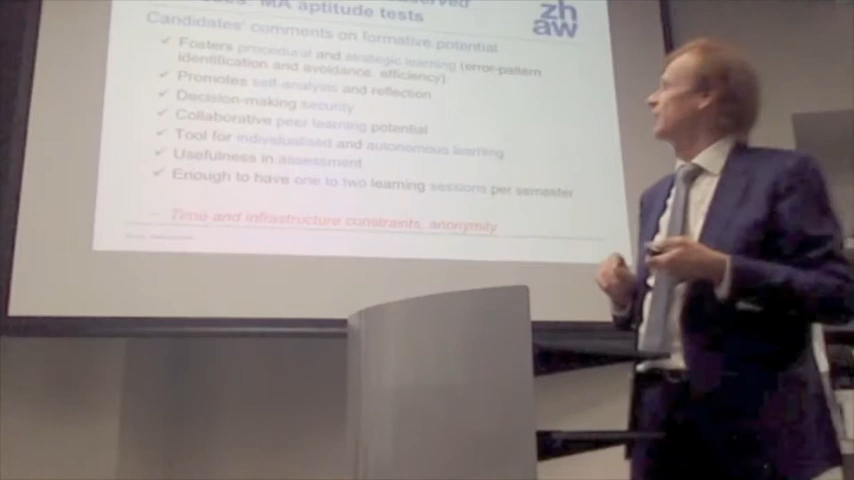 zh
aw
MA aptitude tests
Candidates' comments on formative potential
✓ Fosters procedural and strategic learning (error-pattern
identification and avoidance, efficiency)
✓ Promotes self-analysis and reflection
✓ Decision-making security
✓ Collaborative peer learning potential
✓ Tool for individualised and autonomous learning
✓ Usefulness in assessment
✓ Enough to have one to two learning sessions per semester
– Time and infrastructure constraints, anonymity